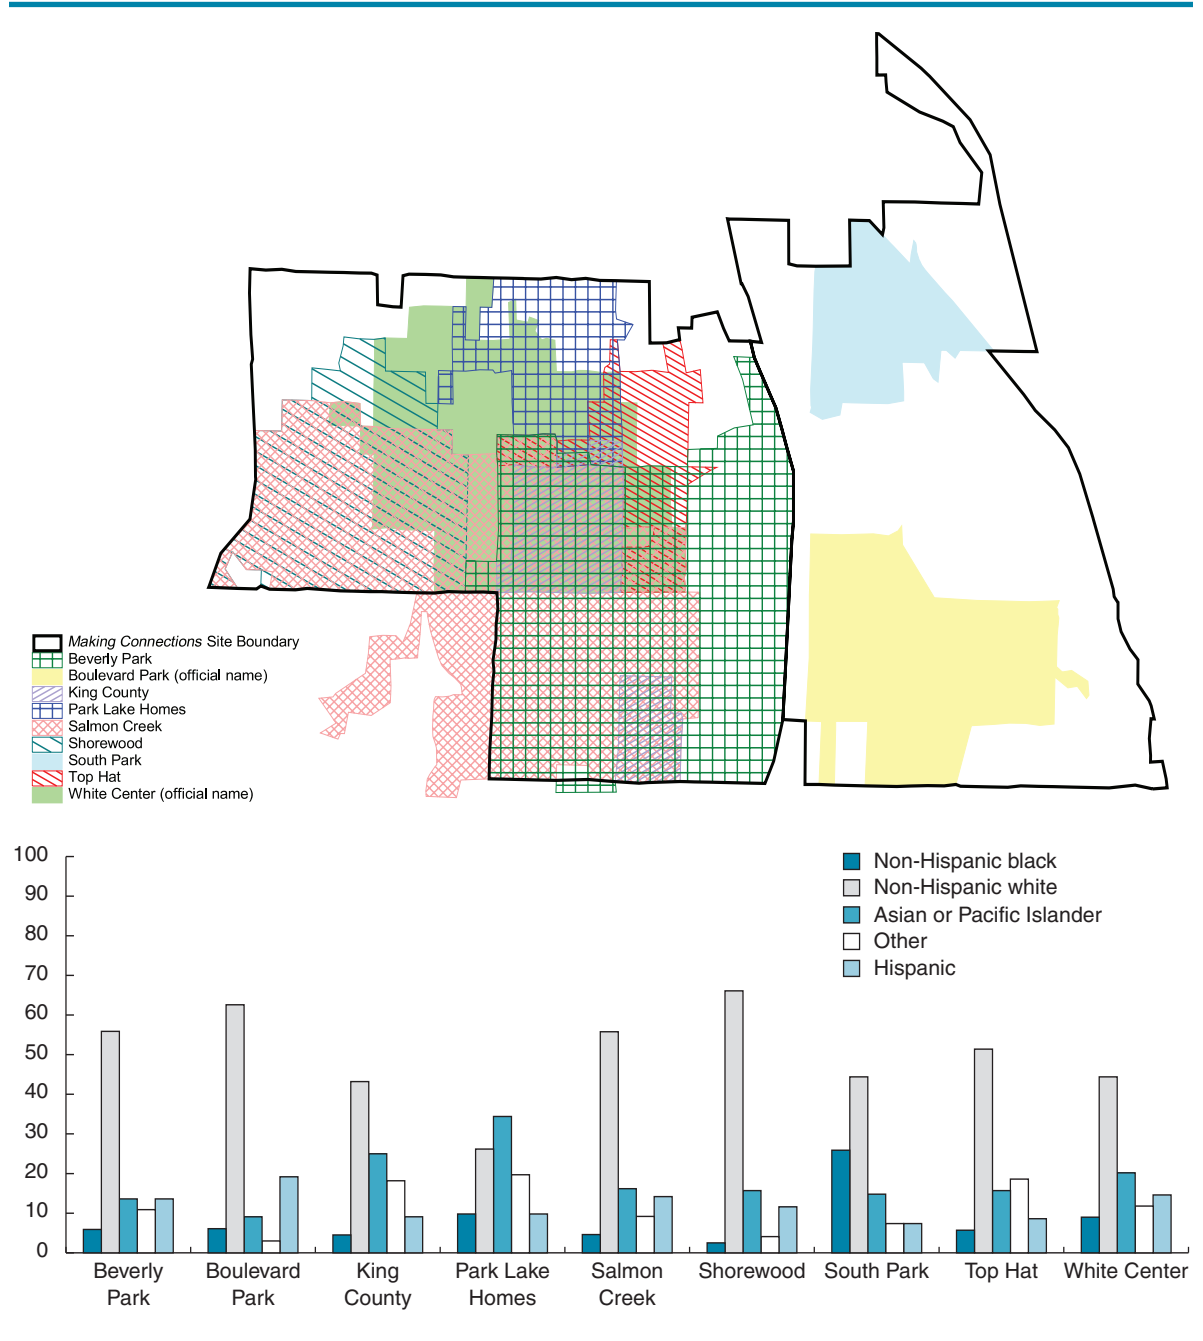 Making Connections Site Boundary
Beverly Park
Boulevard Park (official name)
King County
Park Lake Homes
Salmon Creek
Shorewood
South Park
Top Hat
White Center (official name)
100
90
80
70
60
50
40
30
20
10
0
Non-Hispanic black
Non-Hispanic white
Asian or Pacific Islander
Other
Hispanic
Beverly
Park
Boulevard
Park
King
County
Park Lake
Homes
Salmon
Creek
Shorewood
South Park
Top Hat
White Center